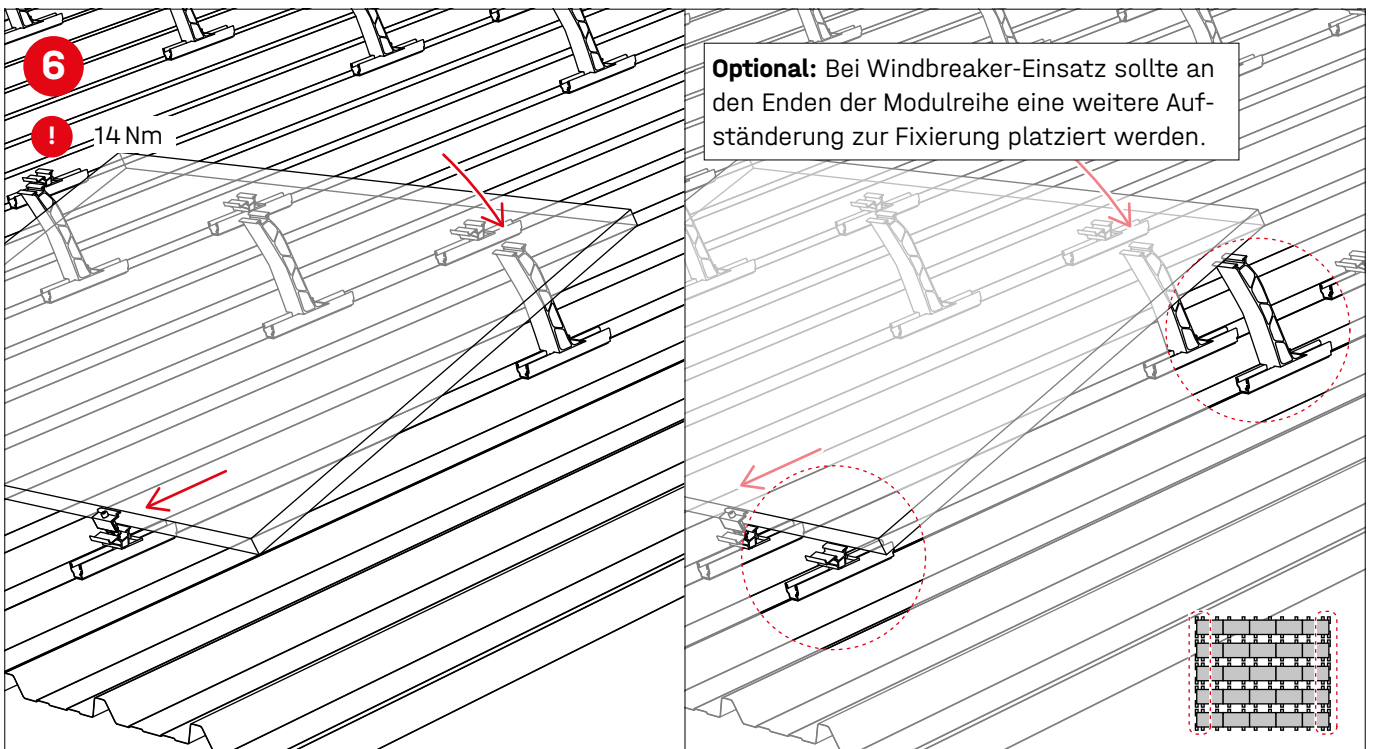 6
! 14 Nm
Optional: Bei Windbreaker-Einsatz sollte an
den Enden der Modulreihe eine weitere Auf-
ständerung zur Fixierung platziert werden.